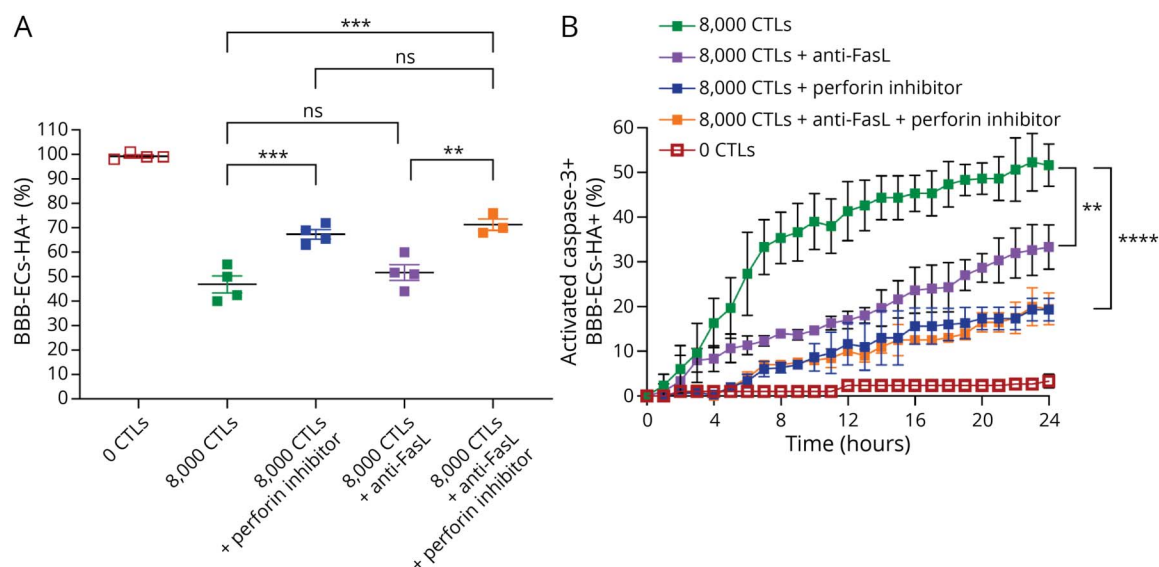 A
***
ns
ns
***
**
BBB-ECs-HA+ (%)
110
100
90
80
70
60
50
40
30
20
10
0
0 CTLs
8,000 CTLs
8,000 CTLs
+ perforin inhibitor
8,000 CTLs
+ anti-FasL
8,000 CTLs
+ anti-FasL
+ perforin inhibitor
B
8,000 CTLs
8,000 CTLs + anti-FasL
8,000 CTLs + perforin inhibitor
8,000 CTLs + anti-FasL + perforin inhibitor
0 CTLs
Activated caspase-3+
BBB-ECs-HA+ (%)
60
50
40
30
20
10
0
0 4 8 12 16 20 24
Time (hours)
**
****